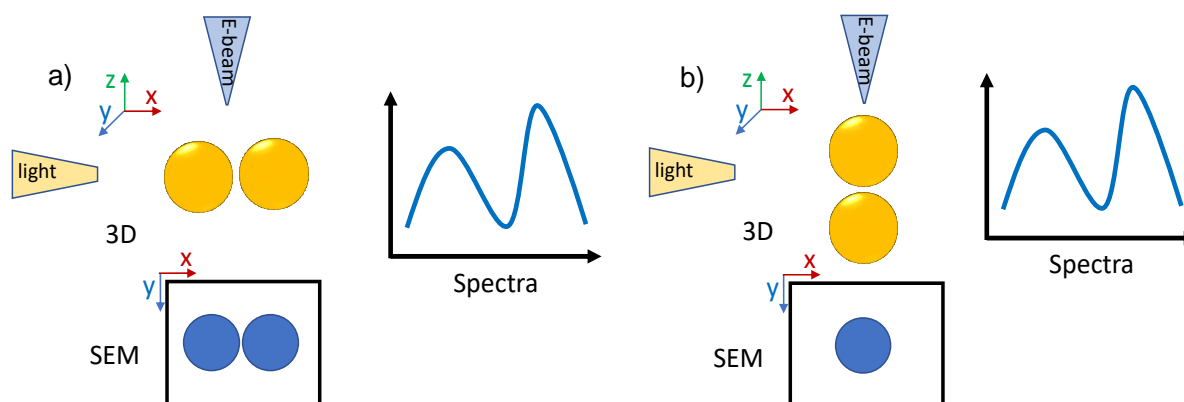 a)
E-beam
z
y
x
light
3D
Spectra
x
y
SEM
b)
E-beam
z
y
x
light
3D
Spectra
x
y
SEM